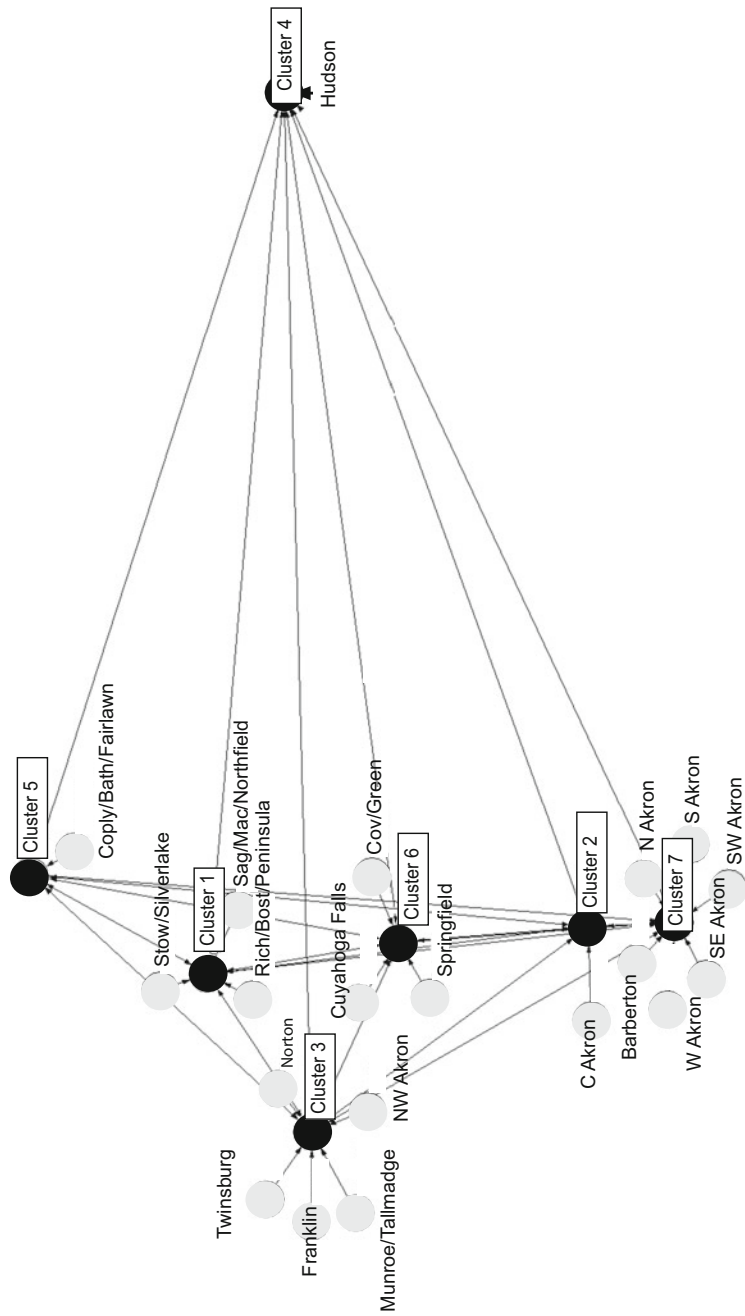 Cluster 4
Hudson
Cluster 5
Coply/Bath/Fairlawn
Stow/Silverlake
Cluster 1
Sag/Mac/Northfield
Rich/Bost/Peninsula
Norton
Cluster 3
Twinsburg
Franklin
Munroe/Tallmadge
NW Akron
Cuyahoga Falls
Cov/Green
Cluster 6
Springfield
Cluster 2
C Akron
Barberton
W Akron
N Akron
Cluster 7
S Akron
SW Akron
SE Akron